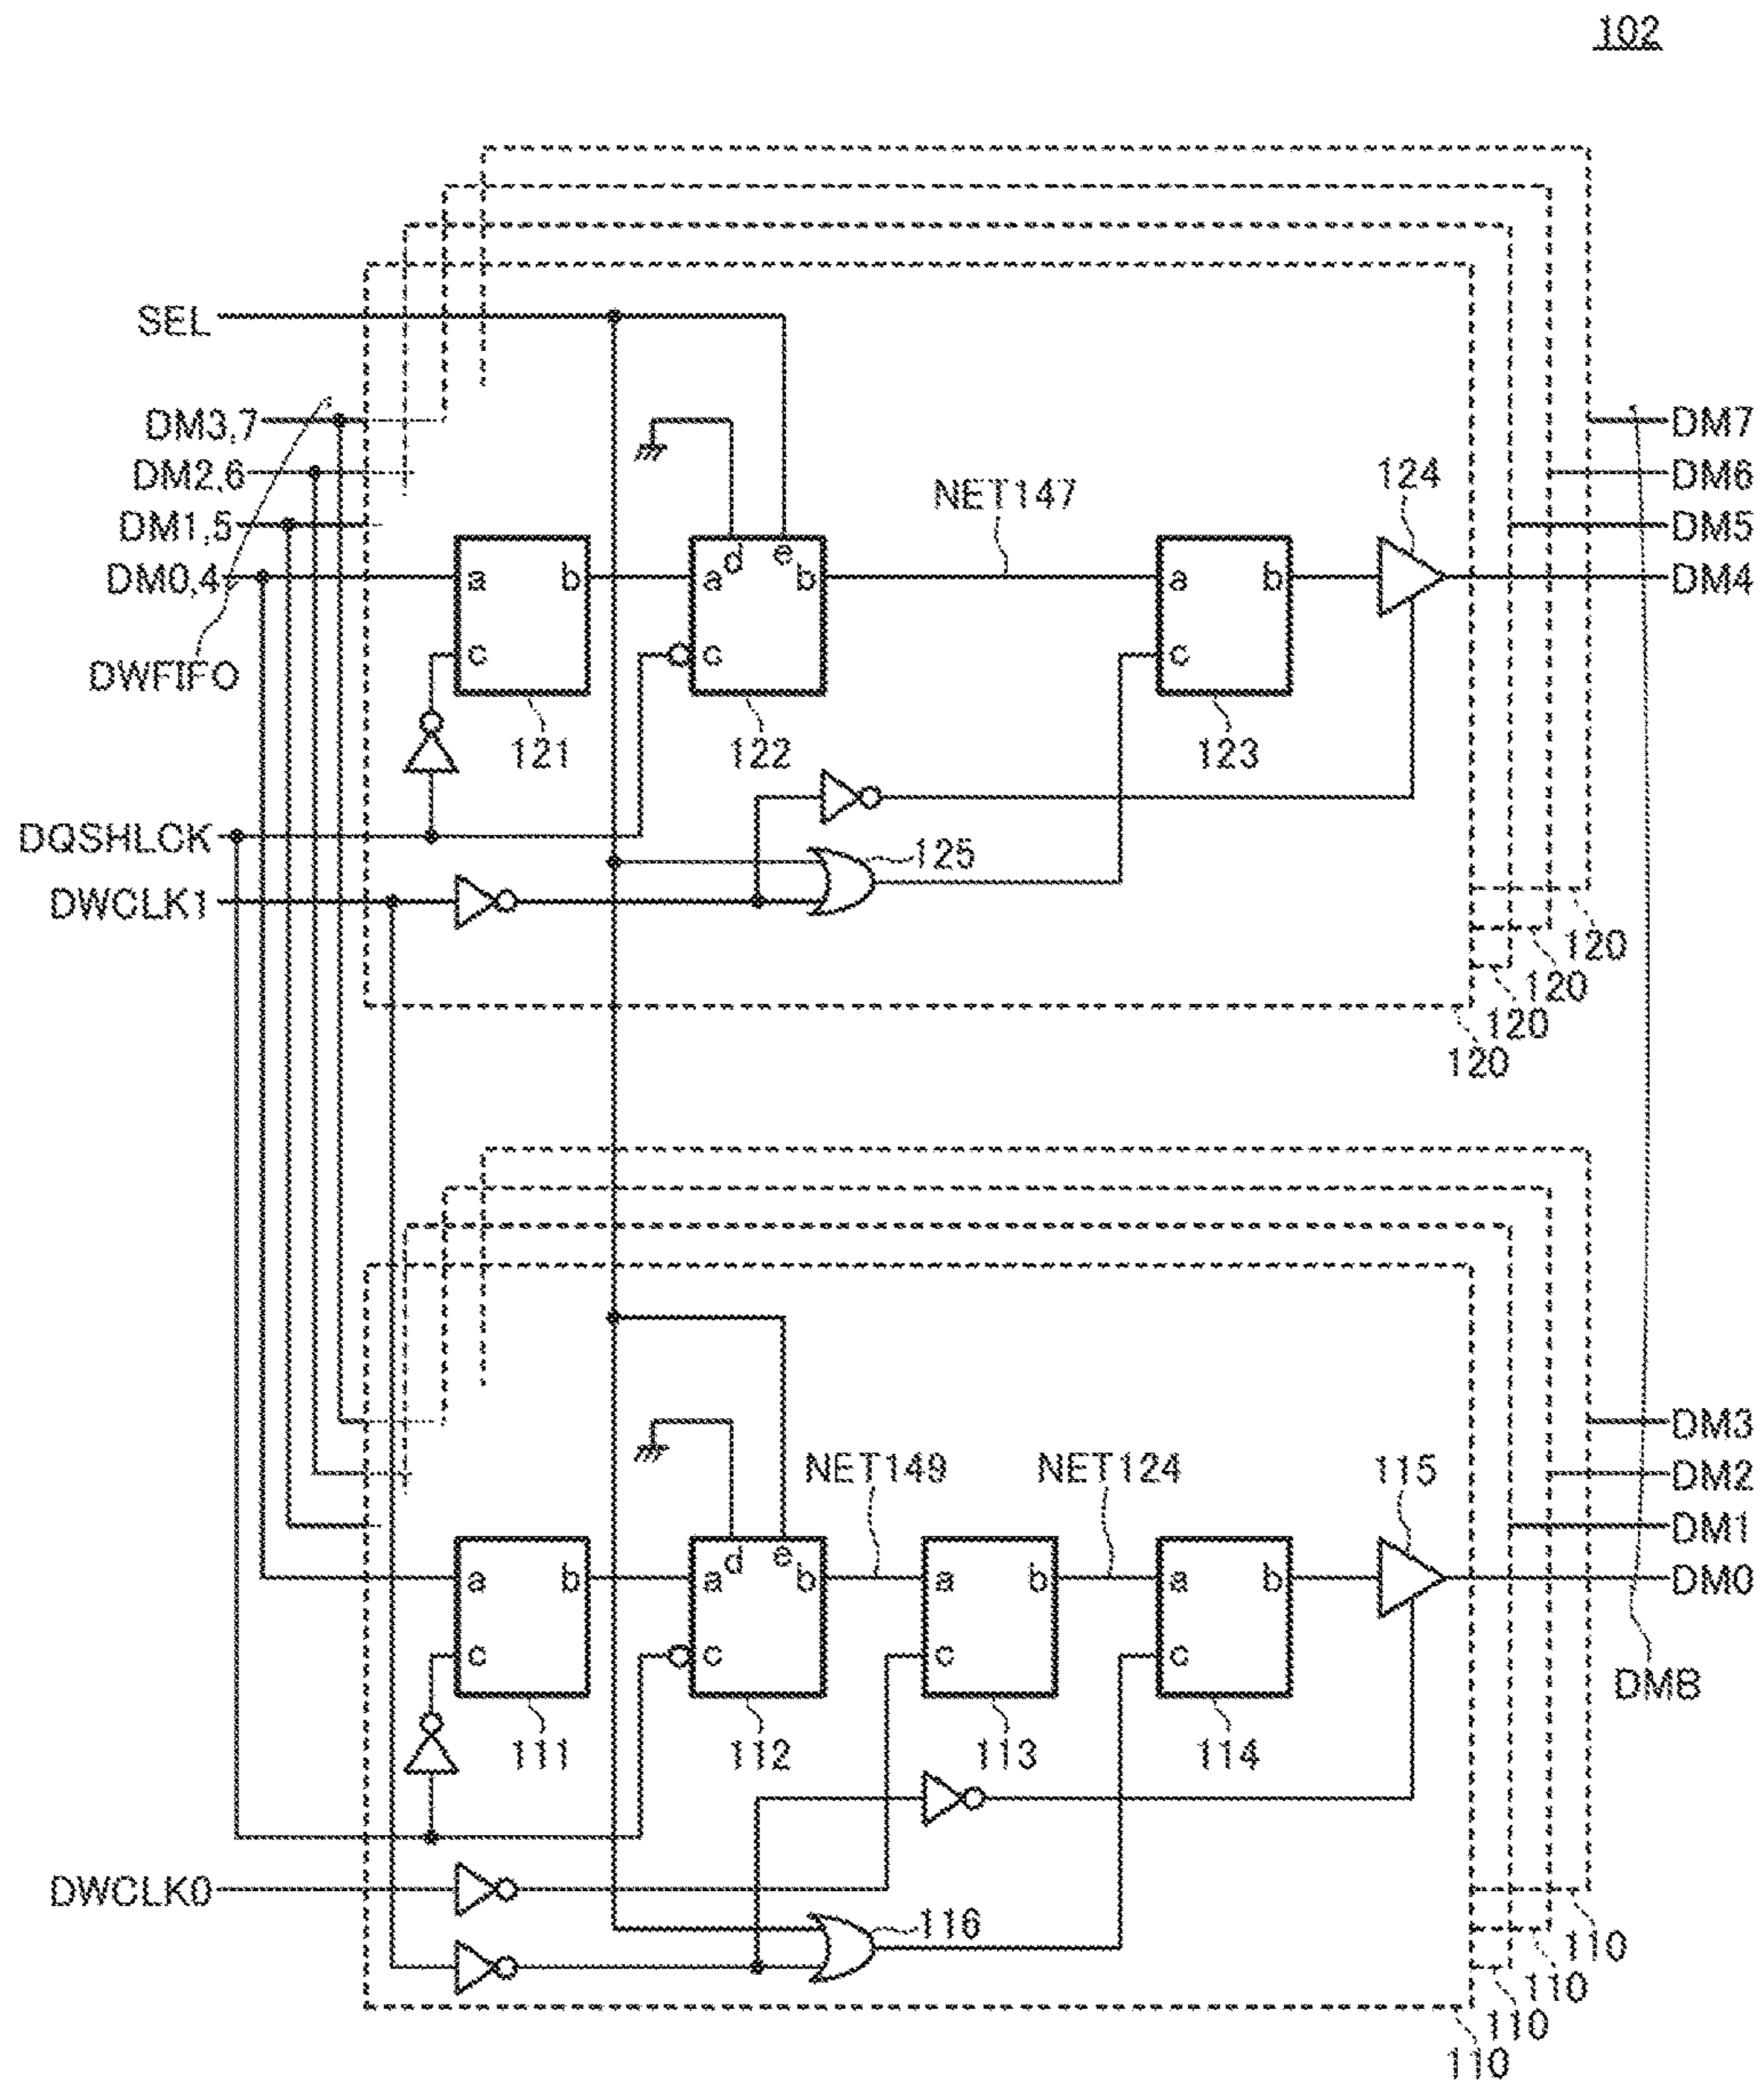 102
SEL
DM3,7
DM2,6
DM1,5
DM0,4
DWFIFO
DQSHLCK
DWCLK1
a b c
121
a d e b c
122
NET147
a b c
123
124
125
DM7
DM6
DM5
DM4
120
120
120
120
a b c
111
a d e b c
112
NET149
a b c
113
NET124
a b c
114
115
116
DWCLK0
DM3
DM2
DM1
DM0
DMB
110
110
110
110